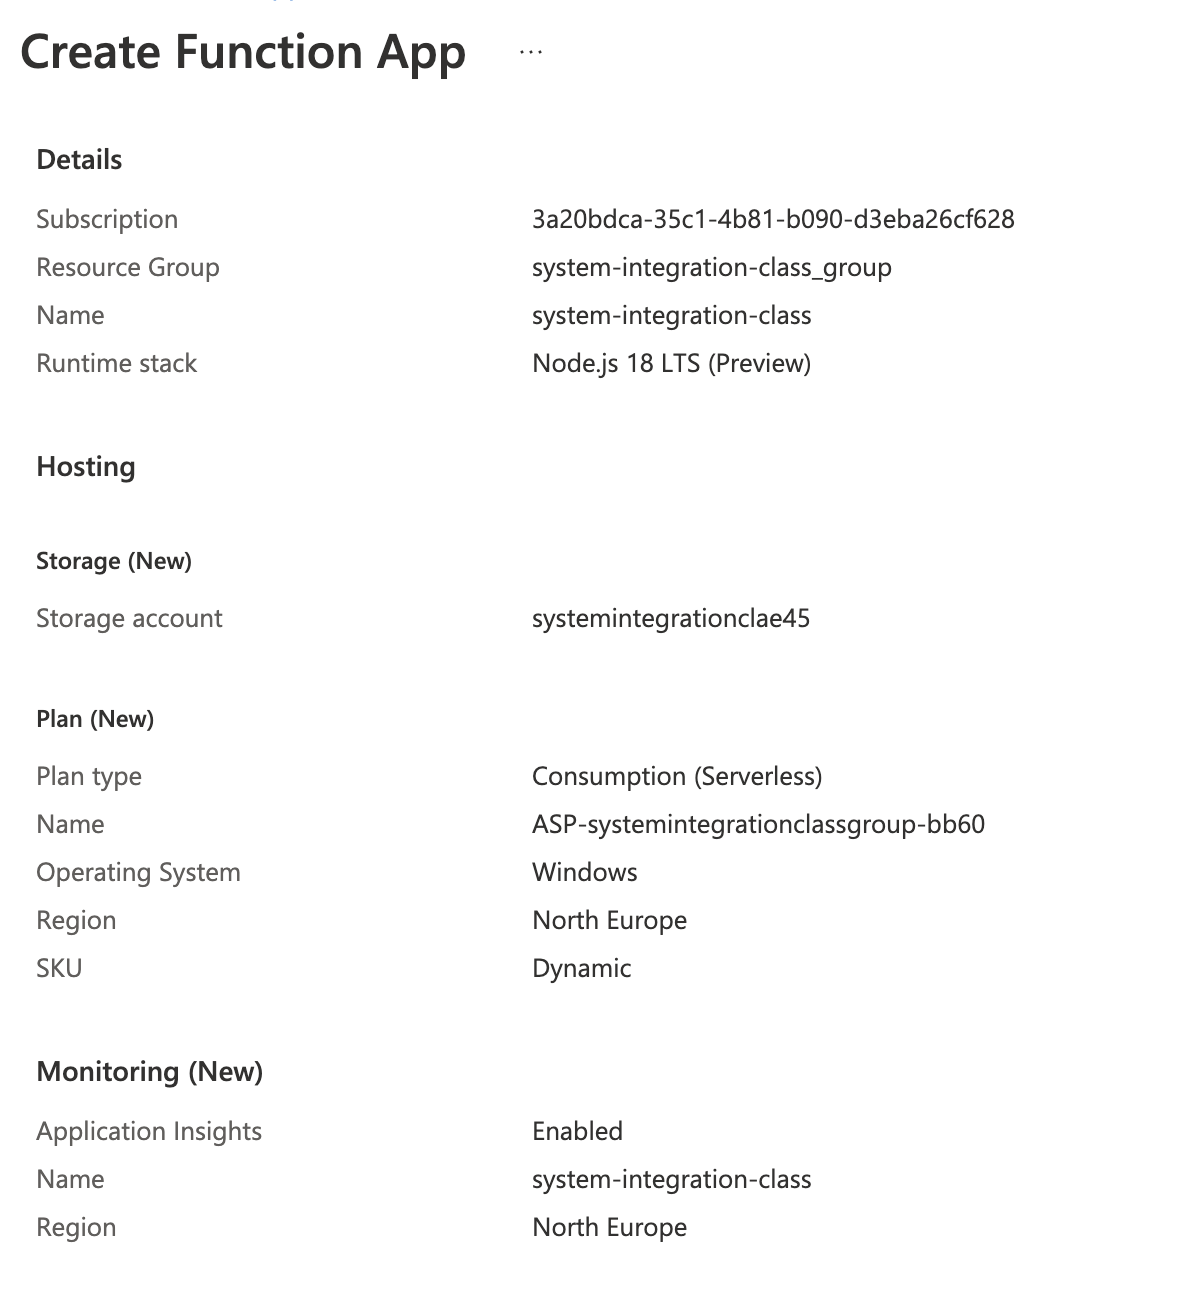 Create Function App ...
Details
Subscription 3a20bdca-35c1-4b81-b090-d3eba26cf628
Resource Group system-integration-class_group
Name system-integration-class
Runtime stack Node.js 18 LTS (Preview)
Hosting
Storage (New)
Storage account systemintegrationclae45
Plan (New)
Plan type Consumption (Serverless)
Name ASP-systemintegrationclassgroup-bb60
Operating System Windows
Region North Europe
SKU Dynamic
Monitoring (New)
Application Insights Enabled
Name system-integration-class
Region North Europe